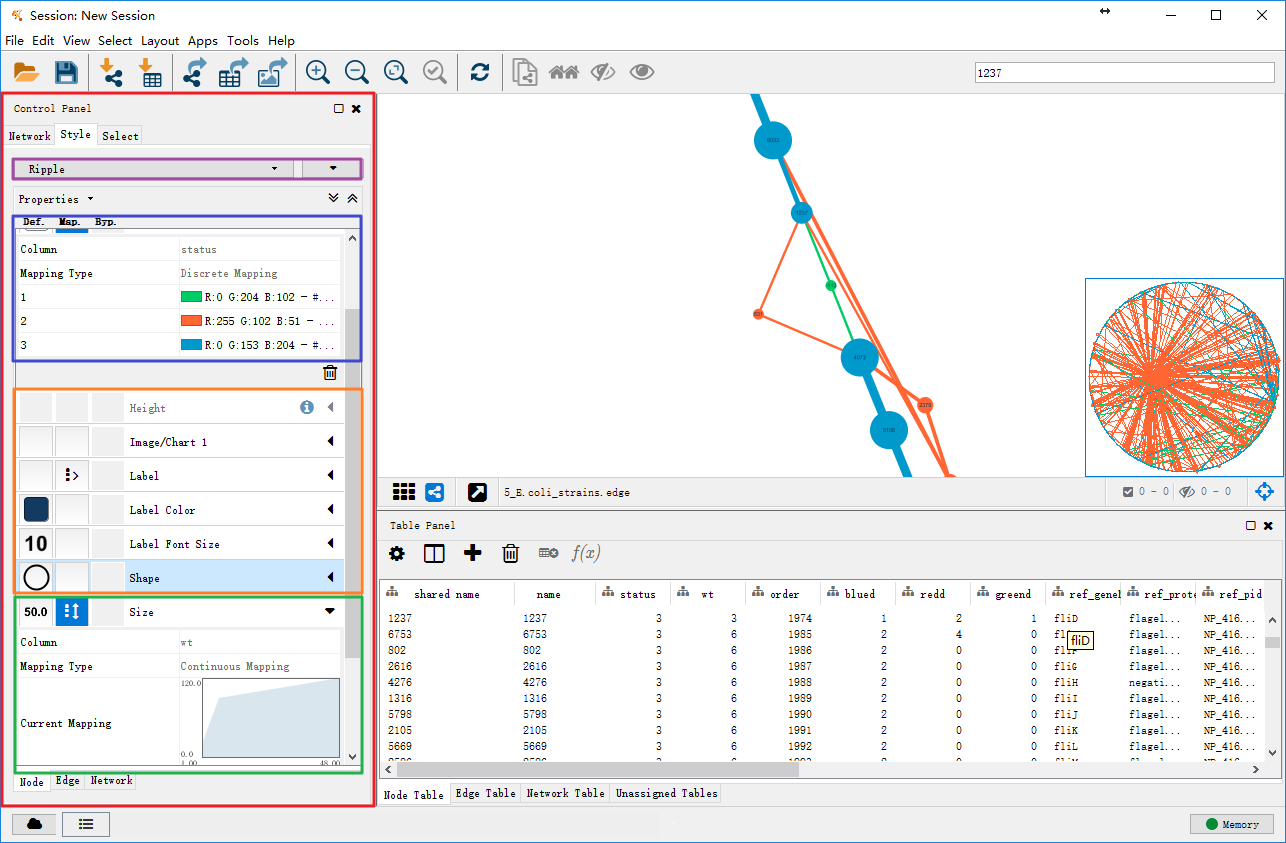 Session: New Session
File Edit View Select Layout Apps Tools Help
1237
Control Panel
Network Style Select
Ripple
Properties
Def. Map. Byp.
Column status
Mapping Type Discrete Mapping
1 R:0 G:204 B:102 - #...
2 R:255 G:102 B:51 - ...
3 R:0 G:153 B:204 - #...
Height
Image/Chart 1
Label
Label Color
10 Label Font Size
Shape
50.0 Size
Column wt
Mapping Type Continuous Mapping
120.0
Current Mapping
0.0
1.00 48.00
Node Edge Network
5_E.coli_strains.edge
0 - 0 0 - 0
Table Panel
f(x)
shared name name status wt order blued redd greend ref_genel ref_prote ref_pid
1237 1237 3 3 1974 1 2 1 fliD flagel... NP_416...
6753 6753 3 6 1985 2 4 0 flagel... NP_416...
fliD
802 802 3 6 1986 2 0 0 flagel... NP_416...
2616 2616 3 6 1987 2 0 0 fliG flagel... NP_416...
4276 4276 3 6 1988 2 0 0 fliH negati... NP_416...
1316 1316 3 6 1989 2 0 0 fliI flagel... NP_416...
5798 5798 3 6 1990 2 0 0 fliJ flagel... NP_416...
2105 2105 3 6 1991 2 0 0 fliK flagel... NP_416...
5669 5669 3 6 1992 2 0 0 fliL flagel... NP_416...
Node Table Edge Table Network Table Unassigned Tables
Memory